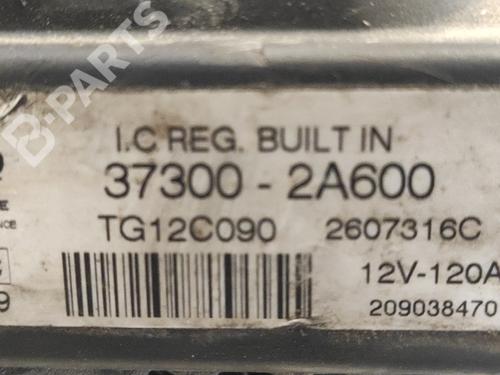 B-PARTS
I.C REG. BUILT IN
37300 - 2A600
TG12C090 2607316C
12V-120A
209038470